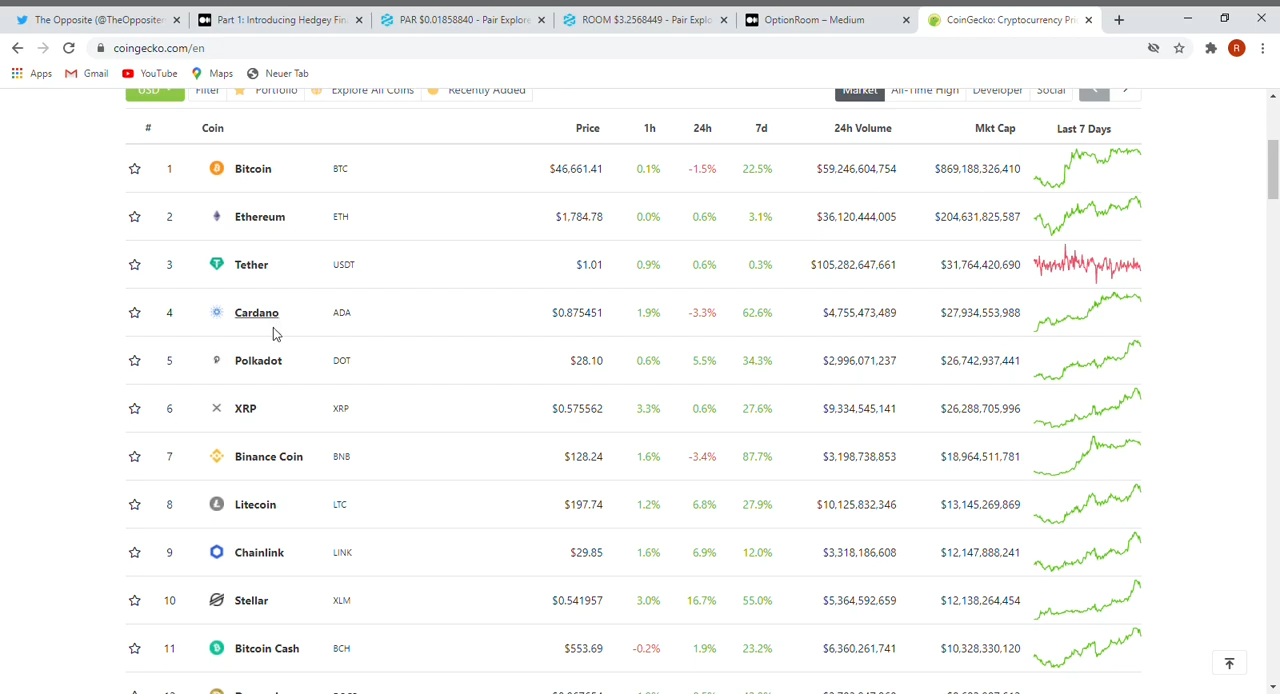 The Opposite (@TheOppositer Part 1: Introducing Hedgey Fin PAR $0.01858840 - Pair Explore ROOM $3.2568449 - Pair Explo OptionRoom – Medium CoinGecko: Cryptocurrency Pri
coingecko.com/en R
Apps Gmail YouTube Maps Neuer Tab
USD Filter Portfolio Explore All Coins Recently Added Market All-Time High Developer Social
# Coin Price 1h 24h 7d 24h Volume Mkt Cap Last 7 Days
1 Bitcoin BTC $46,661.41 0.1% -1.5% 22.5% $59,246,604,754 $869,188,326,410
2 Ethereum ETH $1,784.78 0.0% 0.6% 3.1% $36,120,444,005 $204,631,825,587
3 Tether USDT $1.01 0.9% 0.6% 0.3% $105,282,647,661 $31,764,420,690
4 Cardano ADA $0.875451 1.9% -3.3% 62.6% $4,755,473,489 $27,934,553,988
5 Polkadot DOT $28.10 0.6% 5.5% 34.3% $2,996,071,237 $26,742,937,441
6 XRP XRP $0.575562 3.3% 0.6% 27.6% $9,334,545,141 $26,288,705,996
7 Binance Coin BNB $128.24 1.6% -3.4% 87.7% $3,198,738,853 $18,964,511,781
8 Litecoin LTC $197.74 1.2% 6.8% 27.9% $10,125,832,346 $13,145,269,869
9 Chainlink LINK $29.85 1.6% 6.9% 12.0% $3,318,186,608 $12,147,888,241
10 Stellar XLM $0.541957 3.0% 16.7% 55.0% $5,364,592,659 $12,138,264,454
11 Bitcoin Cash BCH $553.69 -0.2% 1.9% 23.2% $6,360,261,741 $10,328,330,120